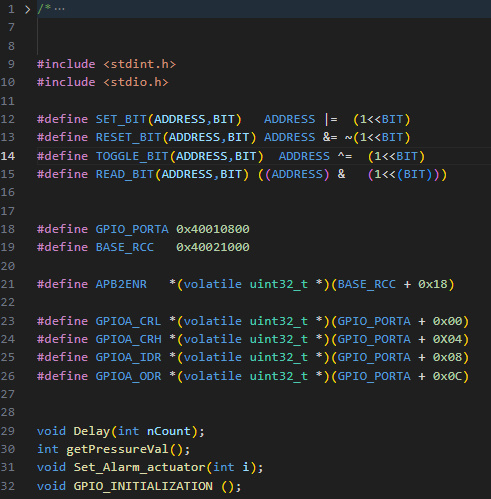 1 /* ...
7
8
9 #include <stdint.h>
10 #include <stdio.h>
11
12 #define SET_BIT(ADDRESS,BIT)   ADDRESS |=  (1<<BIT)
13 #define RESET_BIT(ADDRESS,BIT) ADDRESS &= ~(1<<BIT)
14 #define TOGGLE_BIT(ADDRESS,BIT)  ADDRESS ^=  (1<<BIT)
15 #define READ_BIT(ADDRESS,BIT) ((ADDRESS) &   (1<<(BIT)))
16
17
18 #define GPIO_PORTA 0x40010800
19 #define BASE_RCC   0x40021000
20
21 #define APB2ENR   *(volatile uint32_t *)(BASE_RCC + 0x18)
22
23 #define GPIOA_CRL *(volatile uint32_t *)(GPIO_PORTA + 0x00)
24 #define GPIOA_CRH *(volatile uint32_t *)(GPIO_PORTA + 0X04)
25 #define GPIOA_IDR *(volatile uint32_t *)(GPIO_PORTA + 0x08)
26 #define GPIOA_ODR *(volatile uint32_t *)(GPIO_PORTA + 0x0C)
27
28
29 void Delay(int nCount);
30 int getPressureVal();
31 void Set_Alarm_actuator(int i);
32 void GPIO_INITIALIZATION ();